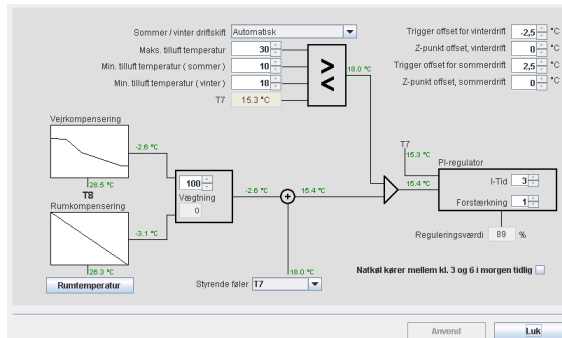 Sommer / vinter driftskift Automatisk
Maks. tilluft temperatur 30
Min. tilluft temperatur ( sommer ) 10
Min. tilluft temperatur ( vinter ) 18
T7 15.3 °C
> <
18.0 °C
Trigger offset for vinterdrift -2,5 °C
Z-punkt offset, vinterdrift 0 °C
Trigger offset for sommerdrift 2,5 °C
Z-punkt offset, sommerdrift 0 °C
Vejrkompensering
-2.6 °C
28.5 °C
T8
Rumkompensering
-3.1 °C
26.3 °C
Rumtemperatur
100
Vægtning
0
-2.6 °C
+
15.4 °C
18.0 °C
Styrende føler T7
T7
15.3 °C
15.4 °C
PI-regulator
I-Tid 3
Forstærkning 1
Reguleringsværdi 89 %
Natkøl kører mellem kl. 3 og 6 i morgen tidlig
Anvend
Luk